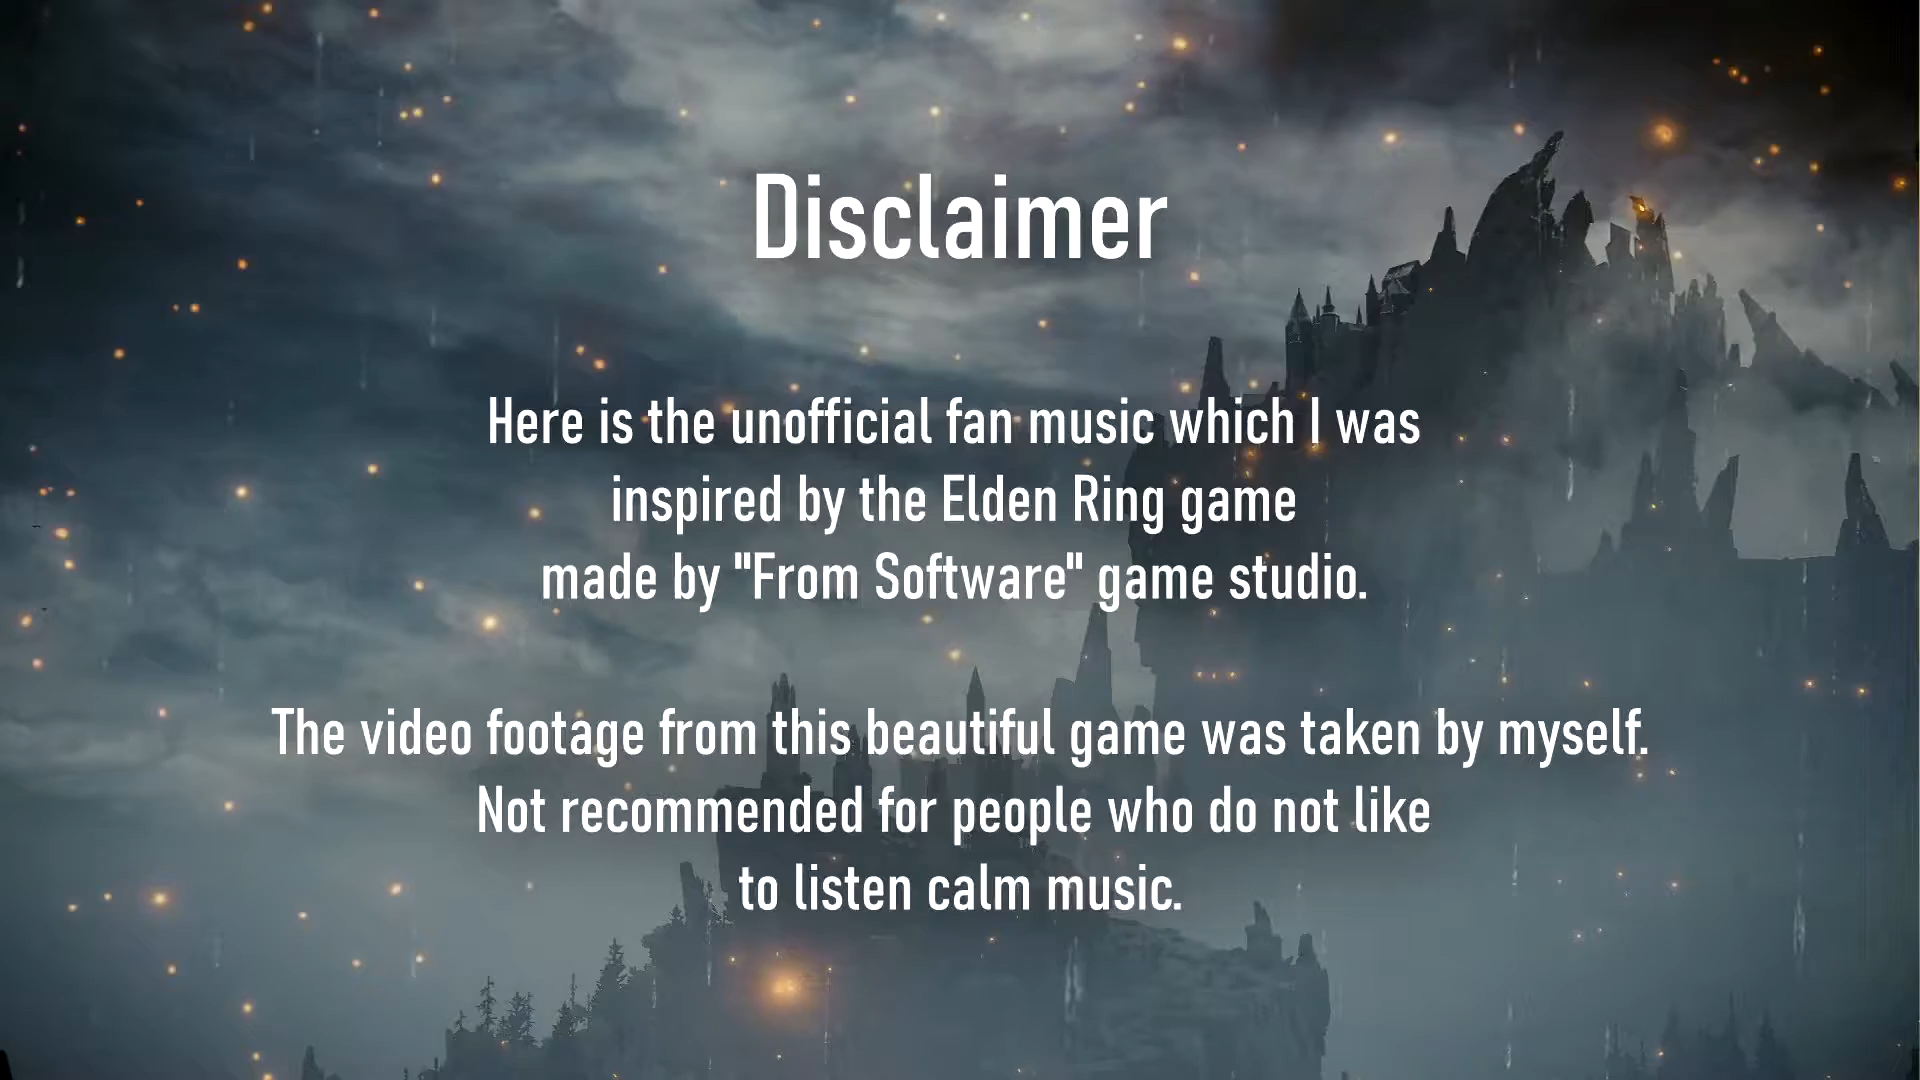 Disclaimer
Here is the unofficial fan music which I was
inspired by the Elden Ring game
made by "From Software" game studio.
The video footage from this beautiful game was taken by myself.
Not recommended for people who do not like
to listen calm music.